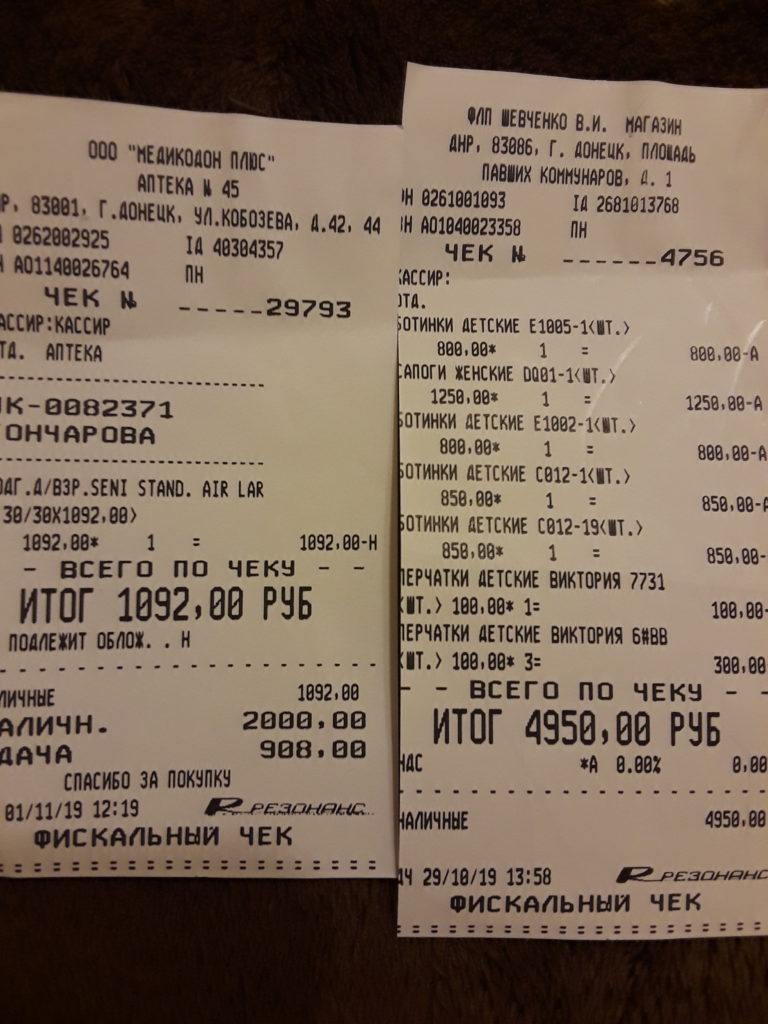 ООО "МЕДИКОДОН ПЛЮС"
АПТЕКА № 45
Р, 83001, Г.ДОНЕЦК, УЛ.КОБОЗЕВА, Д.42, 44
0262002925 ІД 40304357
Н А01140026764 ПН
ЧЕК № -----29793
АССИР:КАССИР
ТД. АПТЕКА
ІК-0082371
ОНЧАРОВА
ОДГ.Д/ВЗР.SENI STAND. AIR LAR
30/30X1092,00>
1092,00* 1 = 1092,00-Н
- ВСЕГО ПО ЧЕКУ - -
ИТОГ 1092,00 РУБ
ПОДЛЕЖИТ ОБЛОЖ. . Н
ЛИЧНЫЕ 1092,00
АЛИЧН. 2000,00
ДАЧА 908,00
СПАСИБО ЗА ПОКУПКУ
01/11/19 12:19 РЕЗОНАНС
ФИСКАЛЬНЫЙ ЧЕК
ФЛП ШЕВЧЕНКО В.И. МАГАЗИН
ДНР, 83086, Г. ДОНЕЦК, ПЛОЩАДЬ
ПАВШИХ КОММУНАРОВ, Д. 1
Н 0261001093 ІД 2681013768
Н А01040023358 ПН
ЧЕК № ------4756
КАССИР:
ОТД.
БОТИНКИ ДЕТСКИЕ Е1005-1<ШТ.>
800,00* 1 = 800,00-А
САПОГИ ЖЕНСКИЕ DQ01-1<ШТ.>
1250,00* 1 = 1250,00-А
БОТИНКИ ДЕТСКИЕ Е1002-1<ШТ.>
800,00* 1 = 800,00-А
БОТИНКИ ДЕТСКИЕ С012-1<ШТ.>
850,00* 1 = 850,00-А
БОТИНКИ ДЕТСКИЕ С012-19<ШТ.>
850,00* 1 = 850,00-
ПЕРЧАТКИ ДЕТСКИЕ ВИКТОРИЯ 7731
<ШТ.> 100,00* 1= 100,00-
ПЕРЧАТКИ ДЕТСКИЕ ВИКТОРИЯ 6#ВВ
<ШТ.> 100,00* 3= 300,00
- - ВСЕГО ПО ЧЕКУ - -
ИТОГ 4950,00 РУБ
НДС *А 0.00% 0,00
НАЛИЧНЫЕ 4950,00
29/10/19 13:58 РЕЗОНАНС
ФИСКАЛЬНЫЙ ЧЕК